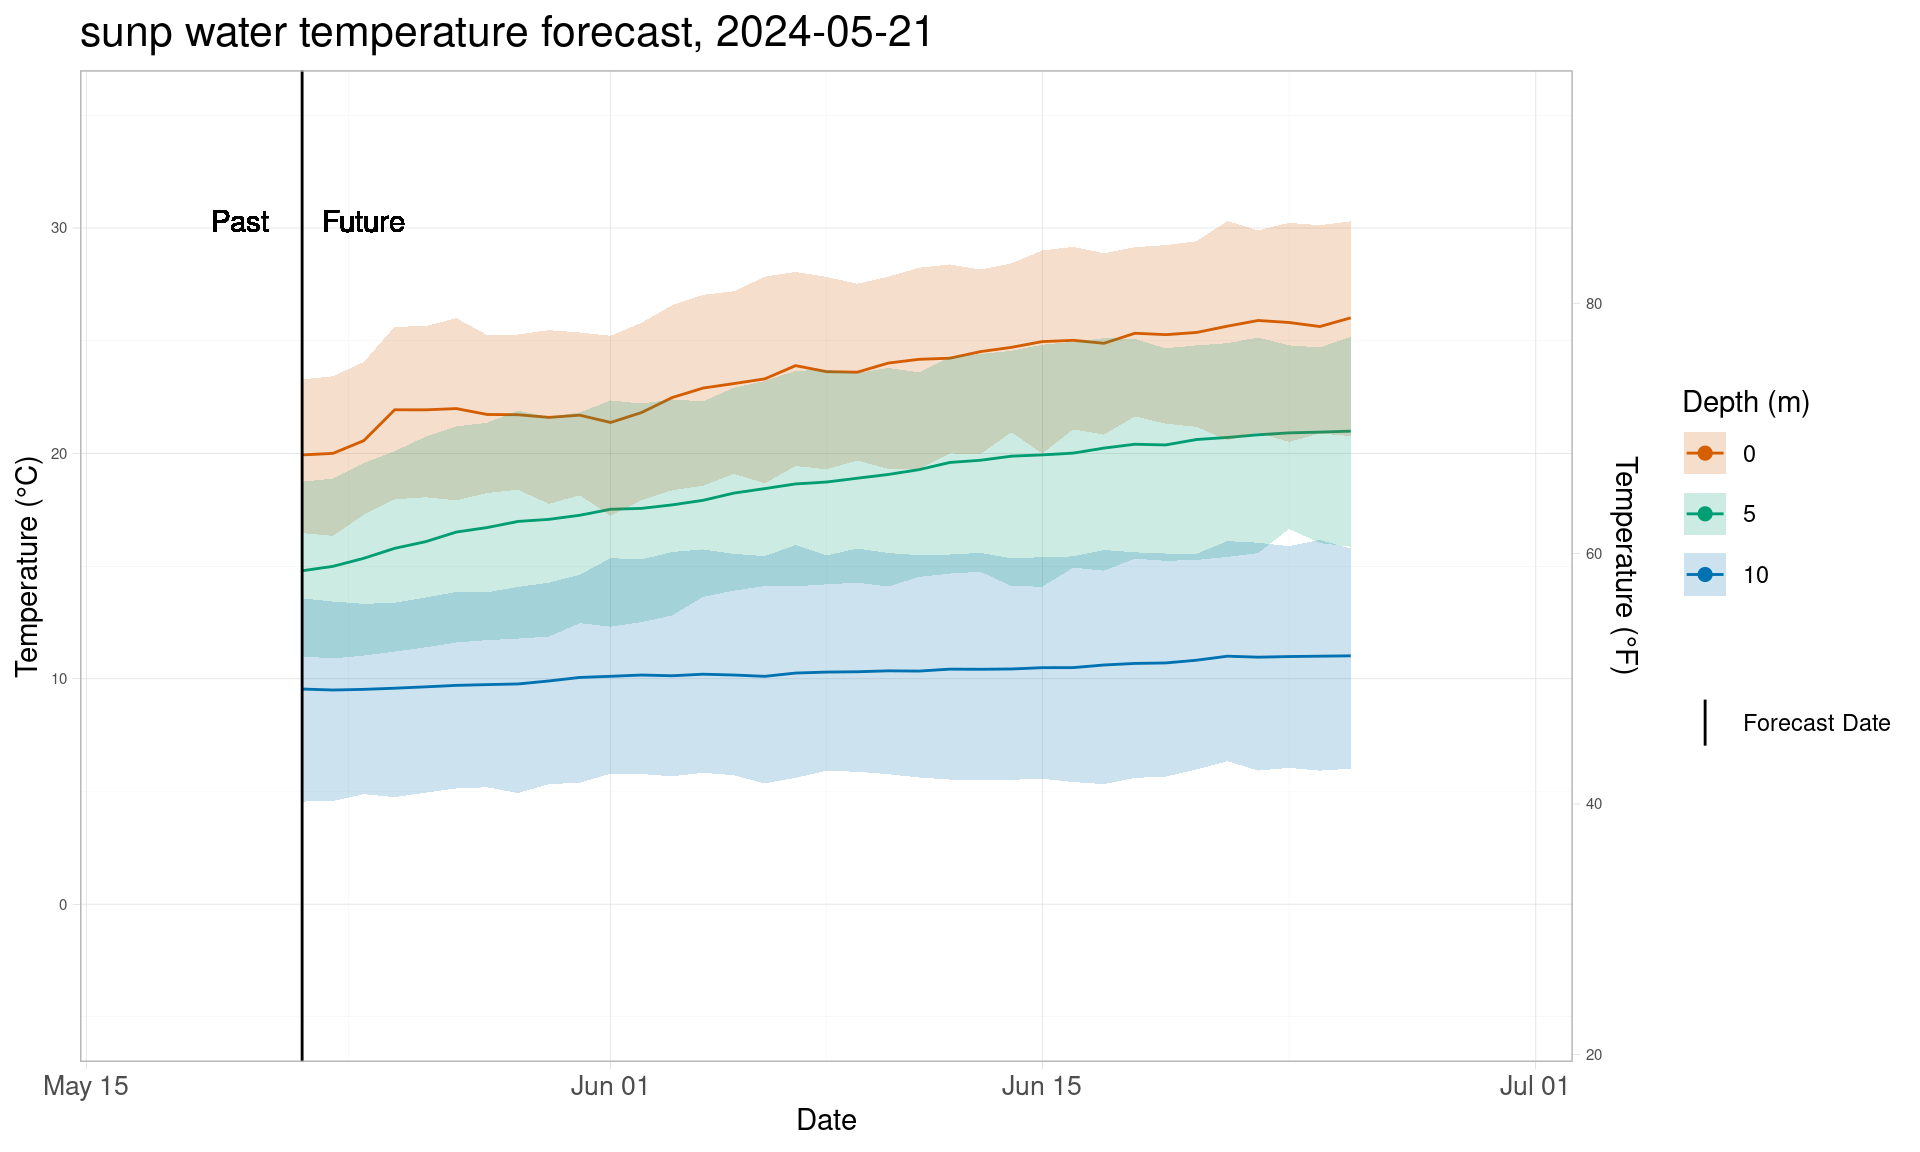 sunp water temperature forecast, 2024-05-21
Past
Future
30
20
10
0
Temperature (°C)
80
60
40
20
Temperature (°F)
May 15
Jun 01
Jun 15
Jul 01
Date
Depth (m)
0
5
10
Forecast Date